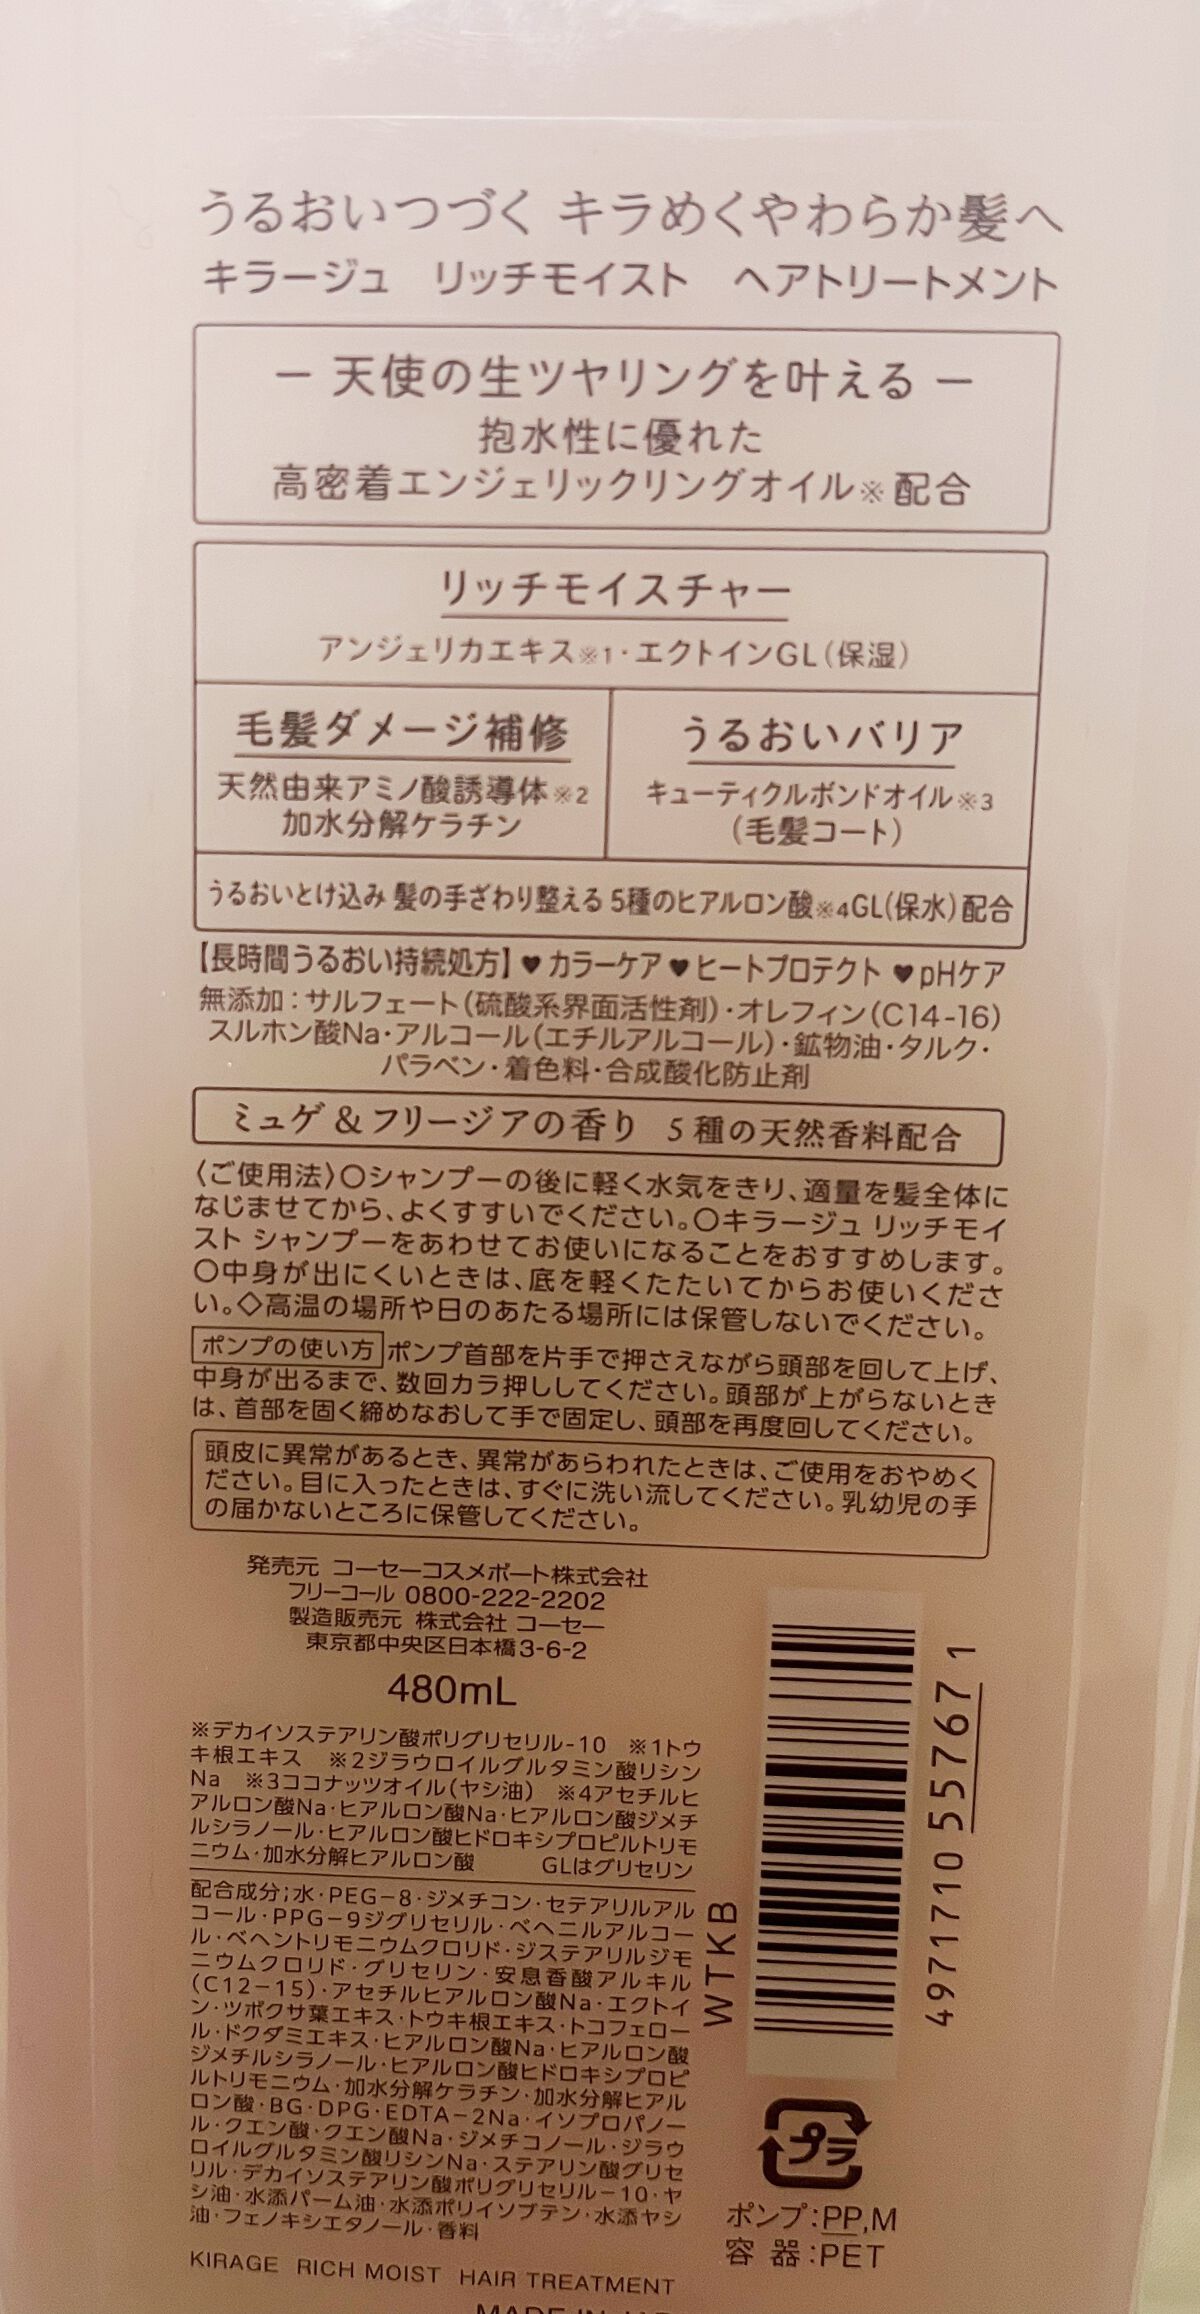 うるおいつづく キラめくやわらか髪へ
キラージュ リッチモイスト ヘアトリートメント
ー 天使の生ツヤリングを叶える ー
抱水性に優れた
高密着エンジェリックリングオイル※配合
リッチモイスチャー
アンジェリカエキス※1・エクトインGL(保湿)
毛髪ダメージ補修
天然由来アミノ酸誘導体※2
加水分解ケラチン
うるおいバリア
キューティクルボンドオイル※3
(毛髪コート)
うるおいとけ込み 髪の手ざわり整える 5種のヒアルロン酸※4GL(保水)配合
【長時間うるおい持続処方】♥カラーケア♥ヒートプロテクト♥pHケア
無添加:サルフェート(硫酸系界面活性剤)・オレフィン(C14-16)
スルホン酸Na・アルコール(エチルアルコール)・鉱物油・タルク・
パラベン・着色料・合成酸化防止剤
ミュゲ&フリージアの香り 5種の天然香料配合
〈ご使用法〉〇シャンプーの後に軽く水気をきり、適量を髪全体に
なじませてから、よくすすいでください。〇キラージュ リッチモイ
スト シャンプーをあわせてお使いになることをおすすめします。
〇中身が出にくいときは、底を軽くたたいてからお使いくださ
い。◇高温の場所や日のあたる場所には保管しないでください。
ポンプの使い方 ポンプ首部を片手で押さえながら頭部を回して上げ、
中身が出るまで、数回カラ押ししてください。頭部が上がらないとき
は、首部を固く締めなおして手で固定し、頭部を再度回してください。
頭皮に異常があるとき、異常があらわれたときは、ご使用をおやめく
ださい。目に入ったときは、すぐに洗い流してください。乳幼児の手
の届かないところに保管してください。
発売元 コーセーコスメポート株式会社
フリーコール 0800-222-2202
製造販売元 株式会社 コーセー
東京都中央区日本橋3-6-2
480mL
※デカイソステアリン酸ポリグリセリル-10 ※1トウ
キ根エキス ※2ジラウロイルグルタミン酸リシン
Na ※3ココナッツオイル(ヤシ油) ※4アセチルヒ
アルロン酸Na・ヒアルロン酸Na・ヒアルロン酸ジメチ
ルシラノール・ヒアルロン酸ヒドロキシプロピルトリモ
ニウム・加水分解ヒアルロン酸 GLはグリセリン
配合成分;水・PEG-8・ジメチコン・セテアリルアル
コール・PPG-9ジグリセリル・ベヘニルアルコー
ル・ベヘントリモニウムクロリド・ジステアリルジモ
ニウムクロリド・グリセリン・安息香酸アルキル
(C12-15)・アセチルヒアルロン酸Na・エクトイ
ン・ツボクサ葉エキス・トウキ根エキス・トコフェロー
ル・ドクダミエキス・ヒアルロン酸Na・ヒアルロン酸
ジメチルシラノール・ヒアルロン酸ヒドロキシプロピ
ルトリモニウム・加水分解ケラチン・加水分解ヒアル
ロン酸・BG・DPG・EDTA-2Na・イソプロパノー
ル・クエン酸・クエン酸Na・ジメチコノール・ジラウ
ロイルグルタミン酸リシンNa・ステアリン酸グリセ
リル・デカイソステアリン酸ポリグリセリル-10・ヤ
シ油・水添パーム油・水添ポリイソブテン・水添ヤシ
油・フェノキシエタノール・香料
KIRAGE RICH MOIST HAIR TREATMENT
WTKB
4971710 557671
プラ
ポンプ:PP,M
容器:PET